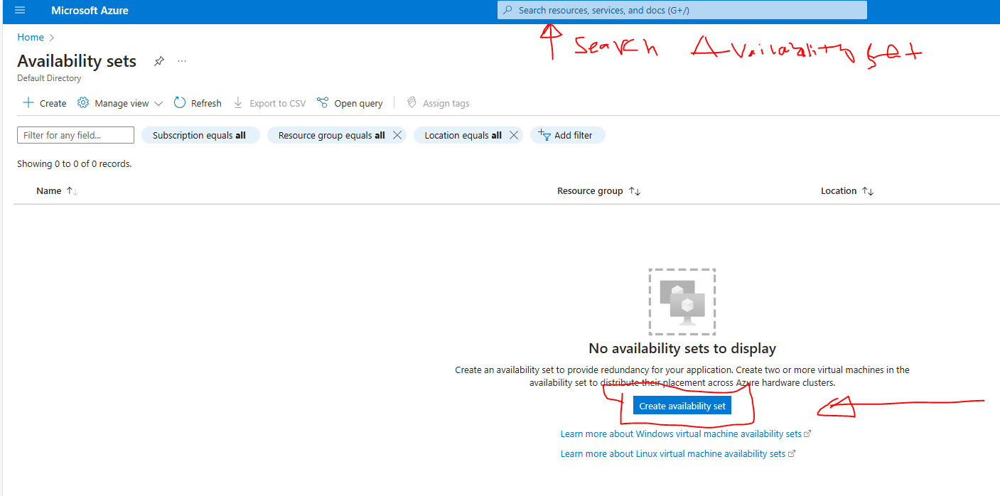 Microsoft Azure
Search resources, services, and docs (G+/)
Home
Search Availability set
Availability sets
Default Directory
Create Manage view Refresh Export to CSV Open query Assign tags
Filter for any field... Subscription equals all Resource group equals all Location equals all Add filter
Showing 0 to 0 of 0 records.
Name Resource group Location
No availability sets to display
Create an availability set to provide redundancy for your application. Create two or more virtual machines in the
availability set to distribute their placement across Azure hardware clusters.
Create availability set
Learn more about Windows virtual machine availability sets
Learn more about Linux virtual machine availability sets